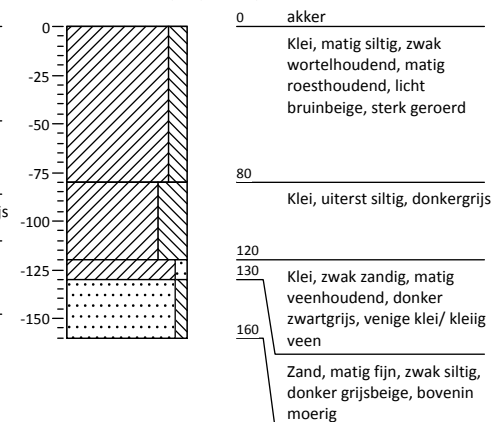 0
-25
-50
-75
-100
-125
-150
js
0 akker
Klei, matig siltig, zwak
wortelhoudend, matig
roesthoudend, licht
bruinbeige, sterk geroerd
80
Klei, uiterst siltig, donkergrijs
120
130
Klei, zwak zandig, matig
veenhoudend, donker
zwartgrijs, venige klei/ kleiig
veen
160
Zand, matig fijn, zwak siltig,
donker grijsbeige, bovenin
moerig